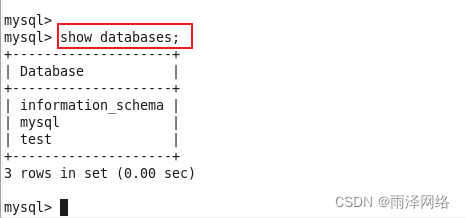 mysql>
mysql> show databases;
+--------------------+
| Database           |
+--------------------+
| information_schema |
| mysql              |
| test               |
+--------------------+
3 rows in set (0.00 sec)
mysql>
CSDN @雨泽网络